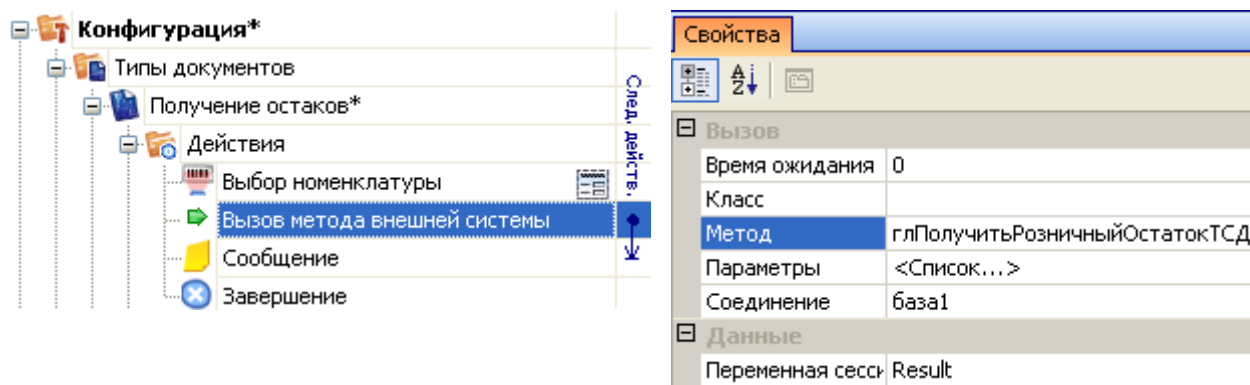 Конфигурация*
Типы документов
Получение остаков*
Действия
Выбор номенклатуры
Вызов метода внешней системы
Сообщение
Завершение
След. действ.
Свойства
Вызов
Время ожидания 0
Класс
Метод глПолучитьРозничныйОстатокТСД
Параметры <Список...>
Соединение база1
Данные
Переменная сесси Result